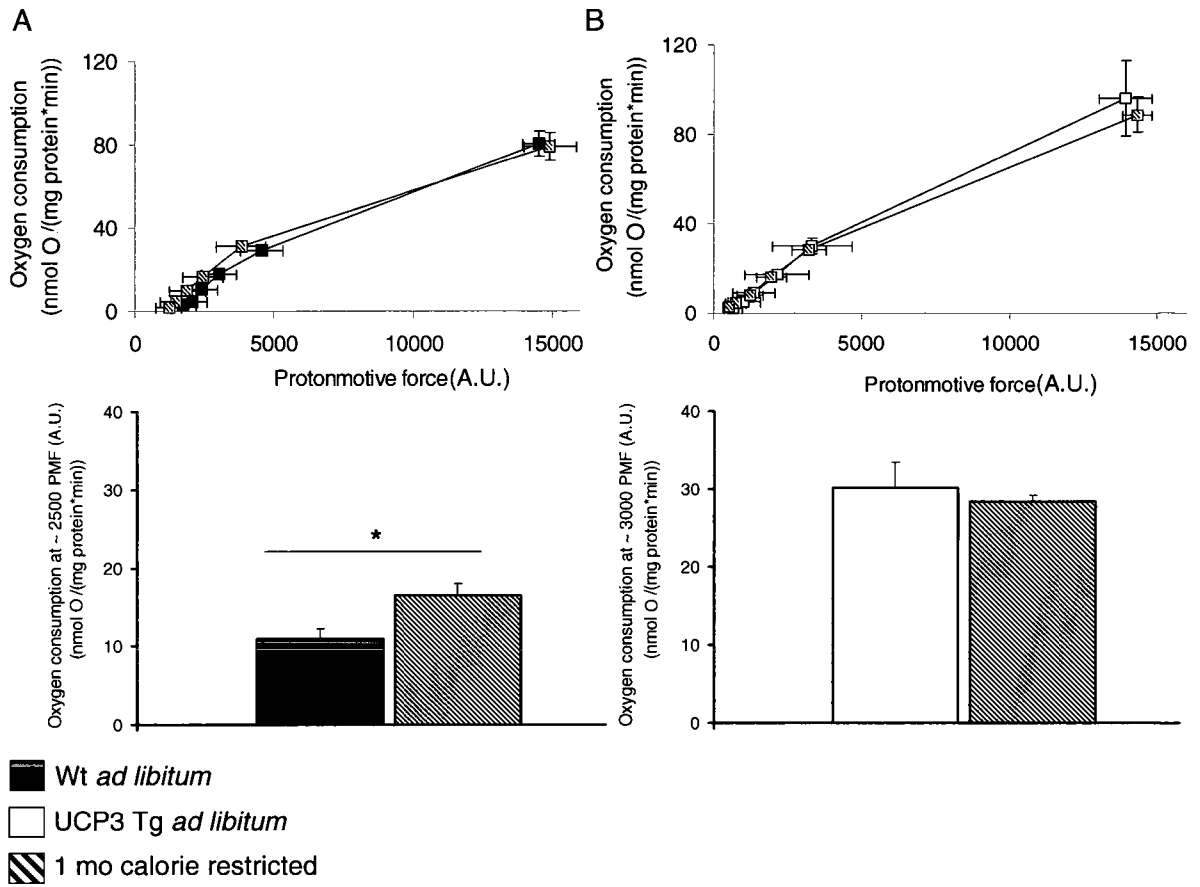 A
Oxygen consumption
(nmol O /(mg protein*min))
120
80
40
0
0
5000
10000
15000
Protonmotive force(A.U.)
B
Oxygen consumption
(nmol O /(mg protein*min))
120
80
40
0
0
5000
10000
15000
Protonmotive force(A.U.)
Oxygen consumption at ~ 2500 PMF (A.U.)
(nmol O /(mg protein*min))
40
30
20
10
0
*
Oxygen consumption at ~ 3000 PMF (A.U.)
(nmol O /(mg protein*min))
40
30
20
10
0
Wt ad libitum
UCP3 Tg ad libitum
1 mo calorie restricted